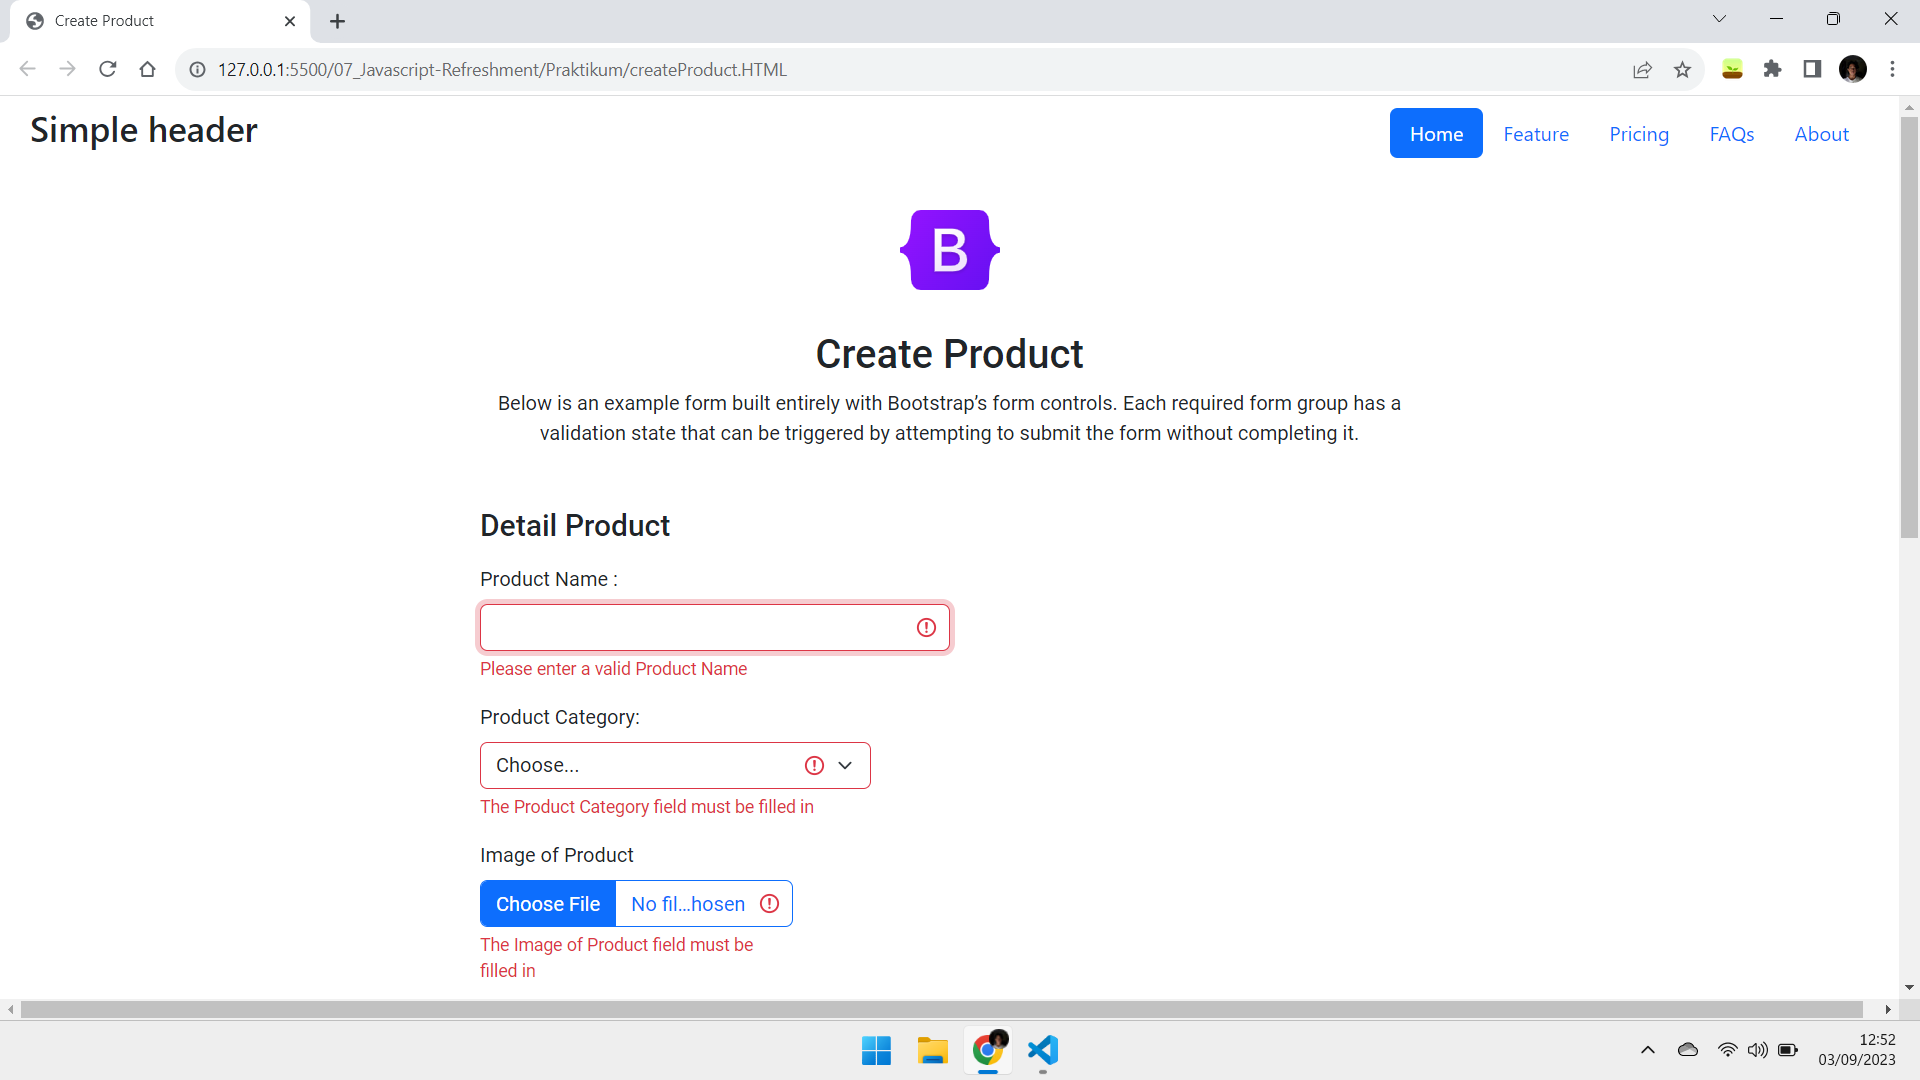 Create Product
127.0.0.1:5500/07_Javascript-Refreshment/Praktikum/createProduct.HTML
Simple header
Home Feature Pricing FAQs About
B
Create Product
Below is an example form built entirely with Bootstrap’s form controls. Each required form group has a
validation state that can be triggered by attempting to submit the form without completing it.
Detail Product
Product Name :
Please enter a valid Product Name
Product Category:
Choose...
The Product Category field must be filled in
Image of Product
Choose File No fil...hosen
The Image of Product field must be
filled in
12:52
03/09/2023